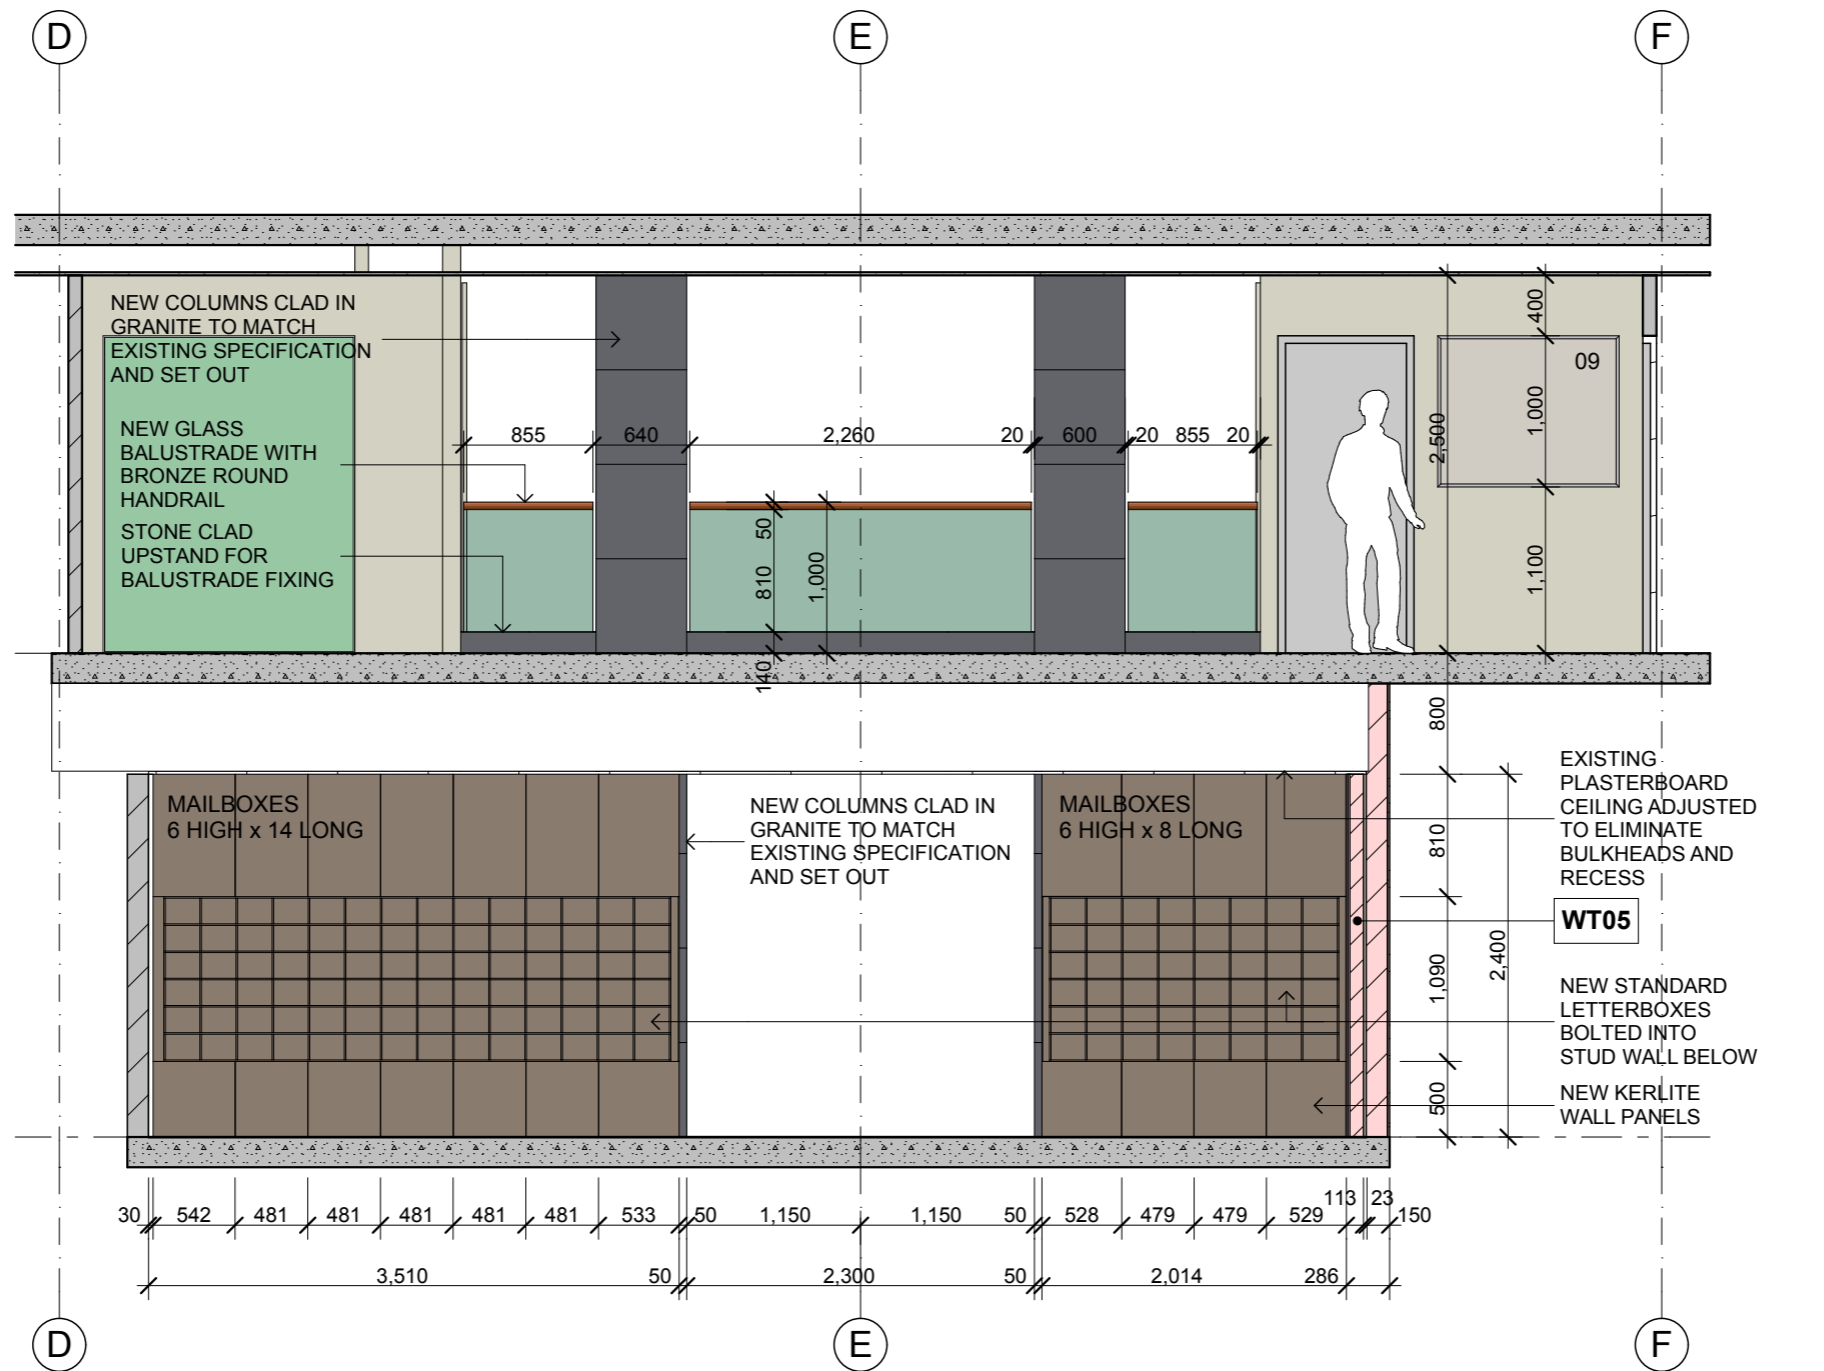 D
E
F
NEW COLUMNS CLAD IN
GRANITE TO MATCH
EXISTING SPECIFICATION
AND SET OUT
NEW GLASS
BALUSTRADE WITH
BRONZE ROUND
HANDRAIL
STONE CLAD
UPSTAND FOR
BALUSTRADE FIXING
855
640
2,260
20
600
20
855
20
50
810
1,000
140
2,500
400
1,000
1,100
09
800
810
1,090
500
2,400
MAILBOXES
6 HIGH x 14 LONG
NEW COLUMNS CLAD IN
GRANITE TO MATCH
EXISTING SPECIFICATION
AND SET OUT
MAILBOXES
6 HIGH x 8 LONG
EXISTING
PLASTERBOARD
CEILING ADJUSTED
TO ELIMINATE
BULKHEADS AND
RECESS
WT05
NEW STANDARD
LETTERBOXES
BOLTED INTO
STUD WALL BELOW
NEW KERLITE
WALL PANELS
30
542
481
481
481
481
481
533
50
1,150
1,150
50
528
479
479
529
113
23
150
3,510
50
2,300
50
2,014
286
D
E
F